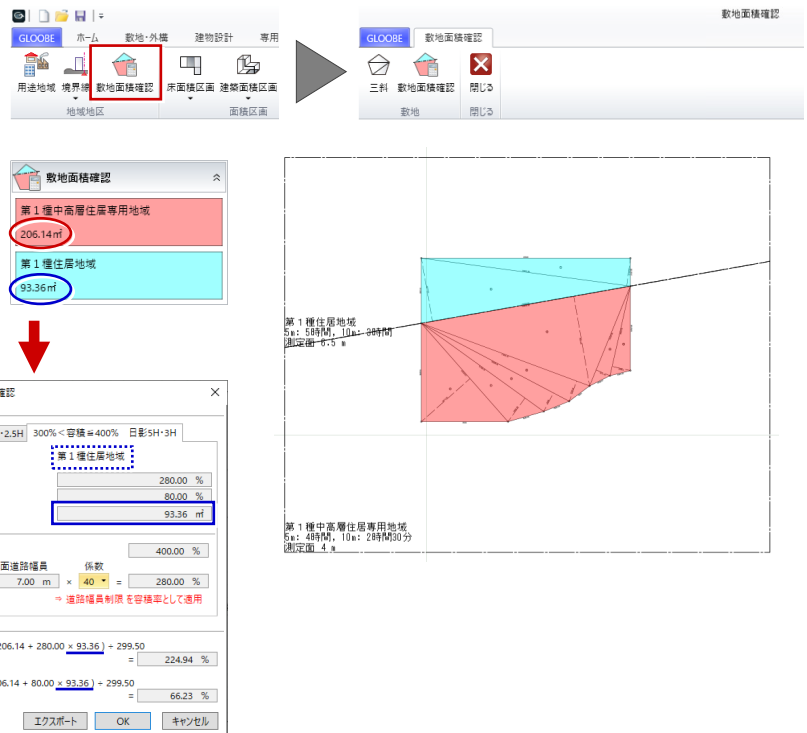 敷地面積確認
GLOOBE ホーム 敷地・外構 建物設計 専用
用途地域 境界線 敷地面積確認 床面積区画 建築面積区画
地域地区 面積区画
GLOOBE 敷地面積確認
三斜 敷地面積確認 閉じる
敷地 閉じる
敷地面積確認
第1種中高層住居専用地域
206.14㎡
第1種住居地域
93.36㎡
確認
・2.5H 300%<容積≦400% 日影5H・3H
第1種住居地域
280.00 %
80.00 %
93.36 ㎡
400.00 %
面道路幅員 係数
7.00 m × 40 = 280.00 %
⇒ 道路幅員制限 を容積率として適用
206.14 + 280.00 × 93.36 ) ÷ 299.50
= 224.94 %
06.14 + 80.00 × 93.36 ) ÷ 299.50
= 66.23 %
エクスポート OK キャンセル
第1種住居地域
5m: 5時間, 10m: 3時間
測定面 6.5 m
第1種中高層住居専用地域
5m: 4時間, 10m: 2時間30分
測定面 4 m